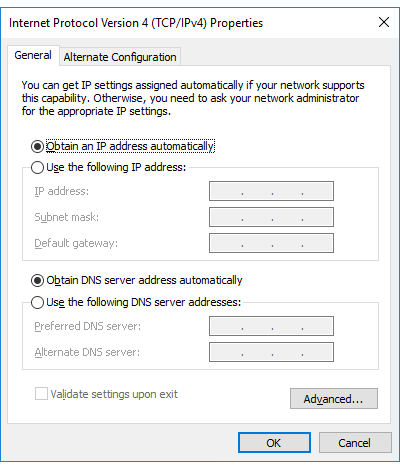 Internet Protocol Version 4 (TCP/IPv4) Properties
General
Alternate Configuration
You can get IP settings assigned automatically if your network supports
this capability. Otherwise, you need to ask your network administrator
for the appropriate IP settings.
Obtain an IP address automatically
Use the following IP address:
IP address:
. . .
Subnet mask:
. . .
Default gateway:
. . .
Obtain DNS server address automatically
Use the following DNS server addresses:
Preferred DNS server:
. . .
Alternate DNS server:
. . .
Validate settings upon exit
Advanced...
OK
Cancel